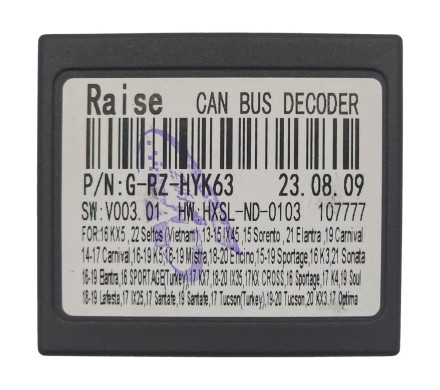 Raise CAN BUS DECODER
P/N:G-RZ-HYK63 23.08.09
SW:V003.01 HW:HXSL-ND-0103 107777
FOR:16 KX5 , 22 Seltos (Vietnam), 13-15 IX45, 15 Sorento, ,21 Elantra, ,19 Carnival
14-17 Carnival, 16-19 K5, 16-19 Mistra, 18-20 Encino, 15-19 Sportage, 16 K3, 21 Sonata
16-19 Elantra, 16 SPORTAGE(Turkey), 17 KX7, 18-20 IX35, 17KX CROSS, 16 Sportage, 17 K4, 19 Soul
18-19 Lafesta, 17 IX25, 17 Santafe, 19 Santafe, 17 Tucson(Turkey), 18-20 Tucson, 20 KX3, 17 Optima